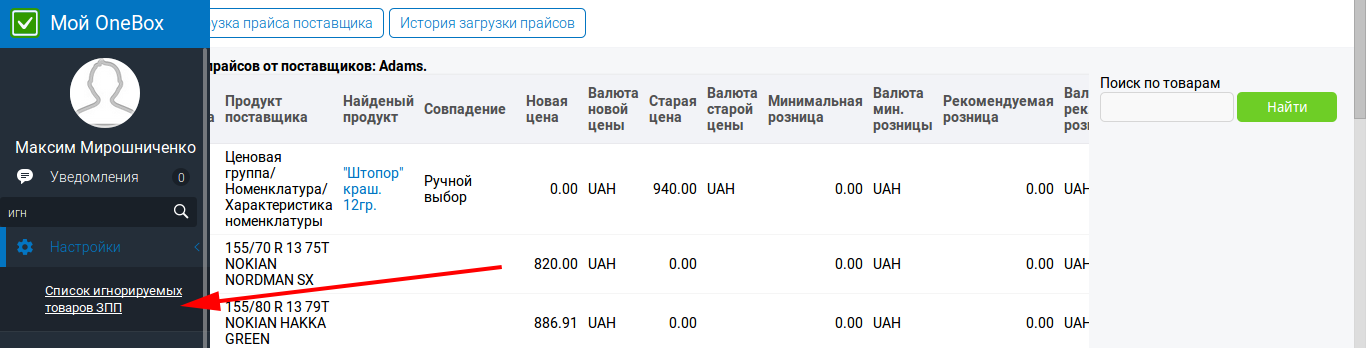 Мой OneBox
узка прайса поставщика
История загрузки прайсов
Максим Мирошниченко
Уведомления 0
игн
Настройки
Список игнорируемых
товаров ЗПП
прайсов от поставщиков: Adams.
Продукт
поставщика
Найденый
продукт
Совпадение
Новая
цена
Валюта
новой
цены
Старая
цена
Валюта
старой
цены
Минимальная
розница
Валюта
мин.
розницы
Рекомендуемая
розница
Вал
рек
розн
Ценовая
группа/
Номенклатура/
Характеристика
номенклатуры
"Штопор"
краш.
12гр.
Ручной
выбор
0.00 UAH 940.00 UAH 0.00 UAH 0.00 UAH
155/70 R 13 75T
NOKIAN
NORDMAN SX
820.00 UAH 0.00 0.00 UAH 0.00 UAH
155/80 R 13 79T
NOKIAN HAKKA
GREEN
886.91 UAH 0.00 0.00 UAH 0.00 UAH
Поиск по товарам
Найти